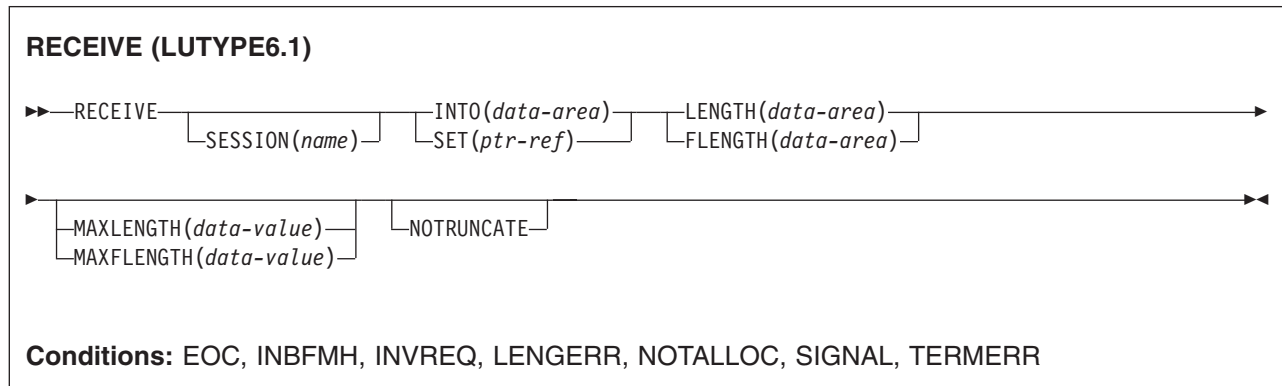 RECEIVE (LUTYPE6.1)
RECEIVE INTO(data-area) LENGTH(data-area)
SESSION(name) SET(ptr-ref) FLENGTH(data-area)
MAXLENGTH(data-value) NOTRUNCATE
MAXFLENGTH(data-value)
Conditions: EOC, INBFMH, INVREQ, LENGERR, NOTALLOC, SIGNAL, TERMERR